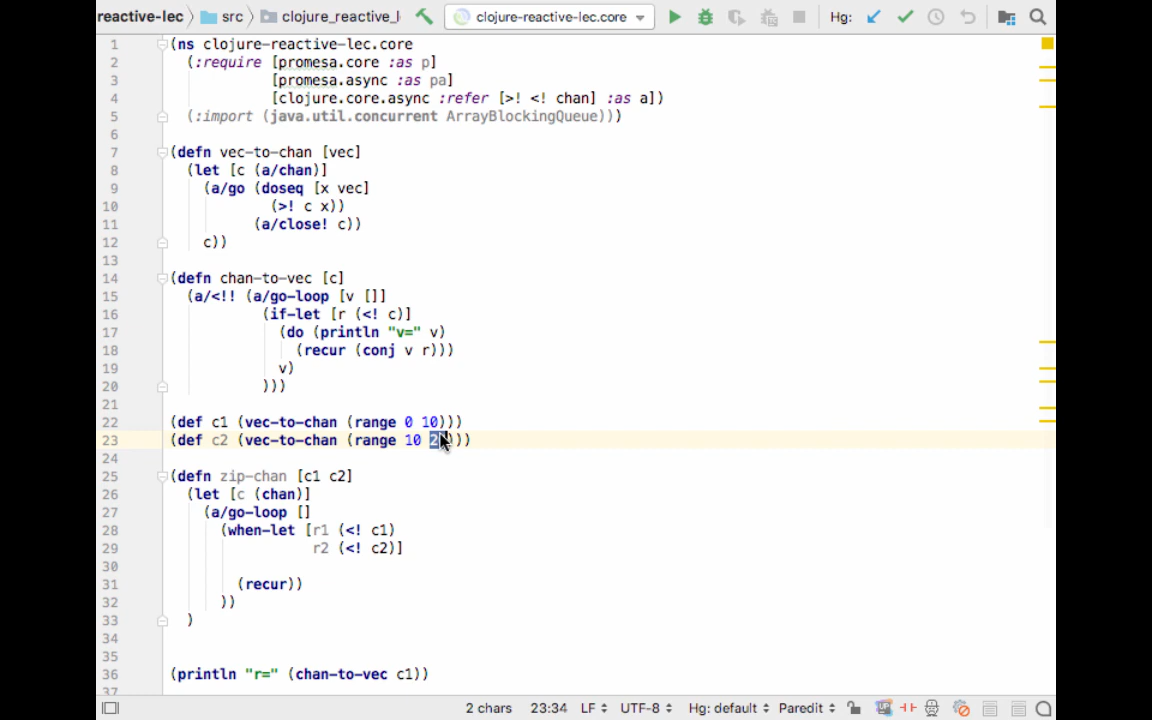 reactive-lec src clojure_reactive_l clojure-reactive-lec.core Hg:
1 (ns clojure-reactive-lec.core
2 (:require [promesa.core :as p]
3 [promesa.async :as pa]
4 [clojure.core.async :refer [>! <! chan] :as a])
5 (:import (java.util.concurrent ArrayBlockingQueue)))
6
7 (defn vec-to-chan [vec]
8 (let [c (a/chan)]
9 (a/go (doseq [x vec]
10 (>! c x))
11 (a/close! c))
12 c))
13
14 (defn chan-to-vec [c]
15 (a/<!! (a/go-loop [v []]
16 (if-let [r (<! c)]
17 (do (println "v=" v)
18 (recur (conj v r)))
19 v)
20 )))
21
22 (def c1 (vec-to-chan (range 0 10)))
23 (def c2 (vec-to-chan (range 10 2 )))
24
25 (defn zip-chan [c1 c2]
26 (let [c (chan)]
27 (a/go-loop []
28 (when-let [r1 (<! c1)
29 r2 (<! c2)]
30
31 (recur))
32 ))
33 )
34
35
36 (println "r=" (chan-to-vec c1))
37
2 chars 23:34 LF UTF-8 Hg: default Paredit